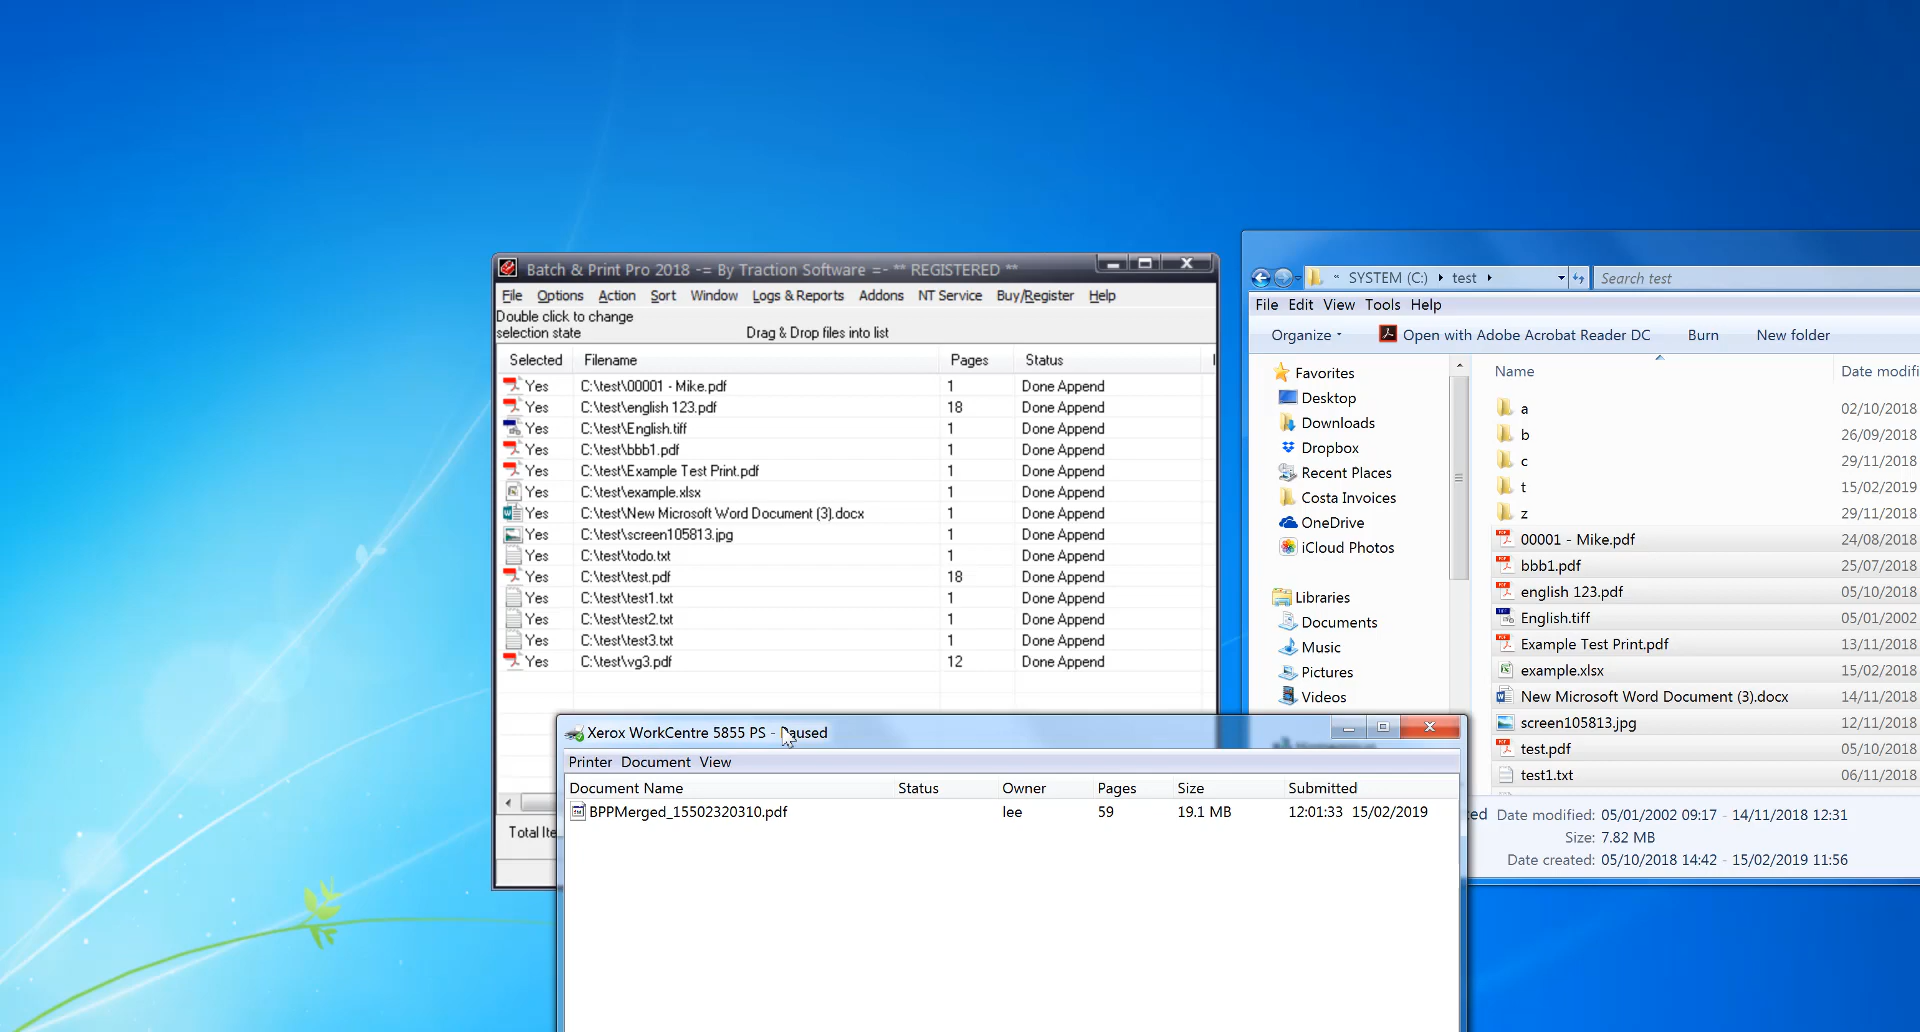 Batch & Print Pro 2018 -= By Traction Software =- ** REGISTERED **
File Options Action Sort Window Logs & Reports Addons NT Service Buy/Register Help
Double click to change
selection state
Drag & Drop files into list
Selected Filename Pages Status
Yes C:\test\00001 - Mike.pdf 1 Done Append
Yes C:\test\english 123.pdf 18 Done Append
Yes C:\test\English.tiff 1 Done Append
Yes C:\test\bbb1.pdf 1 Done Append
Yes C:\test\Example Test Print.pdf 1 Done Append
Yes C:\test\example.xlsx 1 Done Append
Yes C:\test\New Microsoft Word Document (3).docx 1 Done Append
Yes C:\test\screen105813.jpg 1 Done Append
Yes C:\test\todo.txt 1 Done Append
Yes C:\test\test.pdf 18 Done Append
Yes C:\test\test1.txt 1 Done Append
Yes C:\test\test2.txt 1 Done Append
Yes C:\test\test3.txt 1 Done Append
Yes C:\test\vg3.pdf 12 Done Append
Total Ite
Xerox WorkCentre 5855 PS - Paused
Printer Document View
Document Name Status Owner Pages Size Submitted
BPPMerged_15502320310.pdf lee 59 19.1 MB 12:01:33 15/02/2019
« SYSTEM (C:) test
Search test
File Edit View Tools Help
Organize Open with Adobe Acrobat Reader DC Burn New folder
Favorites
Desktop
Downloads
Dropbox
Recent Places
Costa Invoices
OneDrive
iCloud Photos
Libraries
Documents
Music
Pictures
Videos
Name Date modifi
a 02/10/2018
b 26/09/2018
c 29/11/2018
t 15/02/2019
z 29/11/2018
00001 - Mike.pdf 24/08/2018
bbb1.pdf 25/07/2018
english 123.pdf 05/10/2018
English.tiff 05/01/2002
Example Test Print.pdf 13/11/2018
example.xlsx 15/02/2019
New Microsoft Word Document (3).docx 14/11/2018
screen105813.jpg 12/11/2018
test.pdf 05/10/2018
test1.txt 06/11/2018
ed Date modified: 05/01/2002 09:17 - 14/11/2018 12:31
Size: 7.82 MB
Date created: 05/10/2018 14:42 - 15/02/2019 11:56